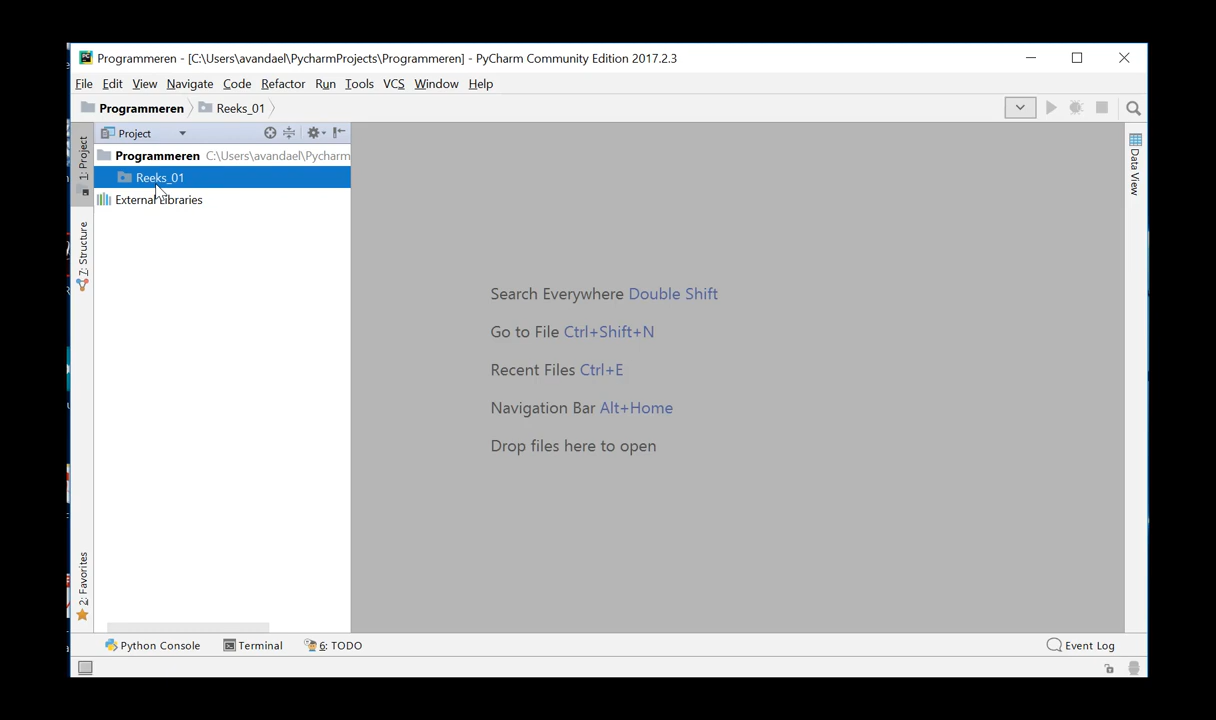 Programmeren - [C:\Users\avandael\PycharmProjects\Programmeren] - PyCharm Community Edition 2017.2.3
File Edit View Navigate Code Refactor Run Tools VCS Window Help
Programmeren Reeks_01
1: Project
7: Structure
2: Favorites
Project
Programmeren C:\Users\avandael\Pycharm
Reeks_01
External Libraries
Search Everywhere Double Shift
Go to File Ctrl+Shift+N
Recent Files Ctrl+E
Navigation Bar Alt+Home
Drop files here to open
Data View
Python Console Terminal 6: TODO Event Log